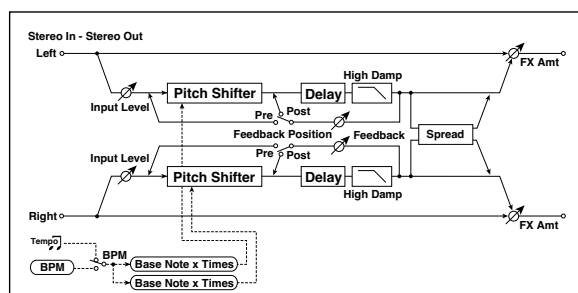 Stereo In - Stereo Out
Left
FX Amt
High Damp
Pitch Shifter
Delay
Input Level
Post
Pre
Feedback Position
Feedback
Spread
Input Level
Pre
Post
Pitch Shifter
Delay
High Damp
Right
FX Amt
Tempo
BPM
BPM
Base Note x Times
Base Note x Times